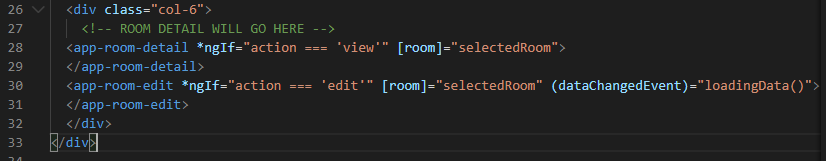 26 <div class="col-6">
27 <!-- ROOM DETAIL WILL GO HERE -->
28 <app-room-detail *ngIf="action === 'view'" [room]="selectedRoom">
29 </app-room-detail>
30 <app-room-edit *ngIf="action === 'edit'" [room]="selectedRoom" (dataChangedEvent)="loadingData()">
31 </app-room-edit>
32 </div>
33 </div>